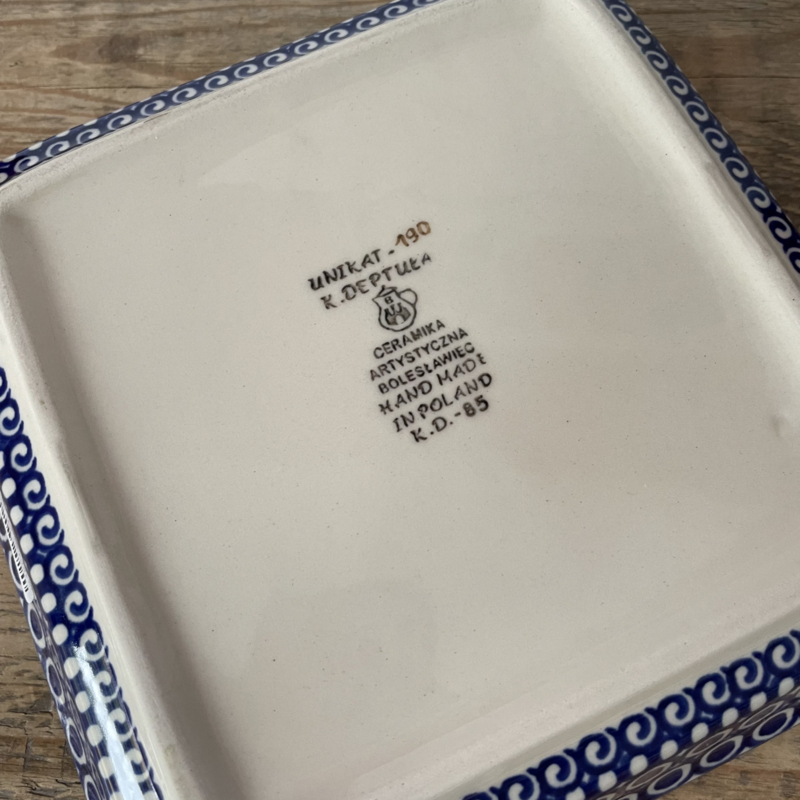 UNIKAT - 190
K. DEPTUŁA
B
CERAMIKA
ARTYSTYCZNA
BOLESŁAWIEC
HAND MADE
IN POLAND
K.D.-85